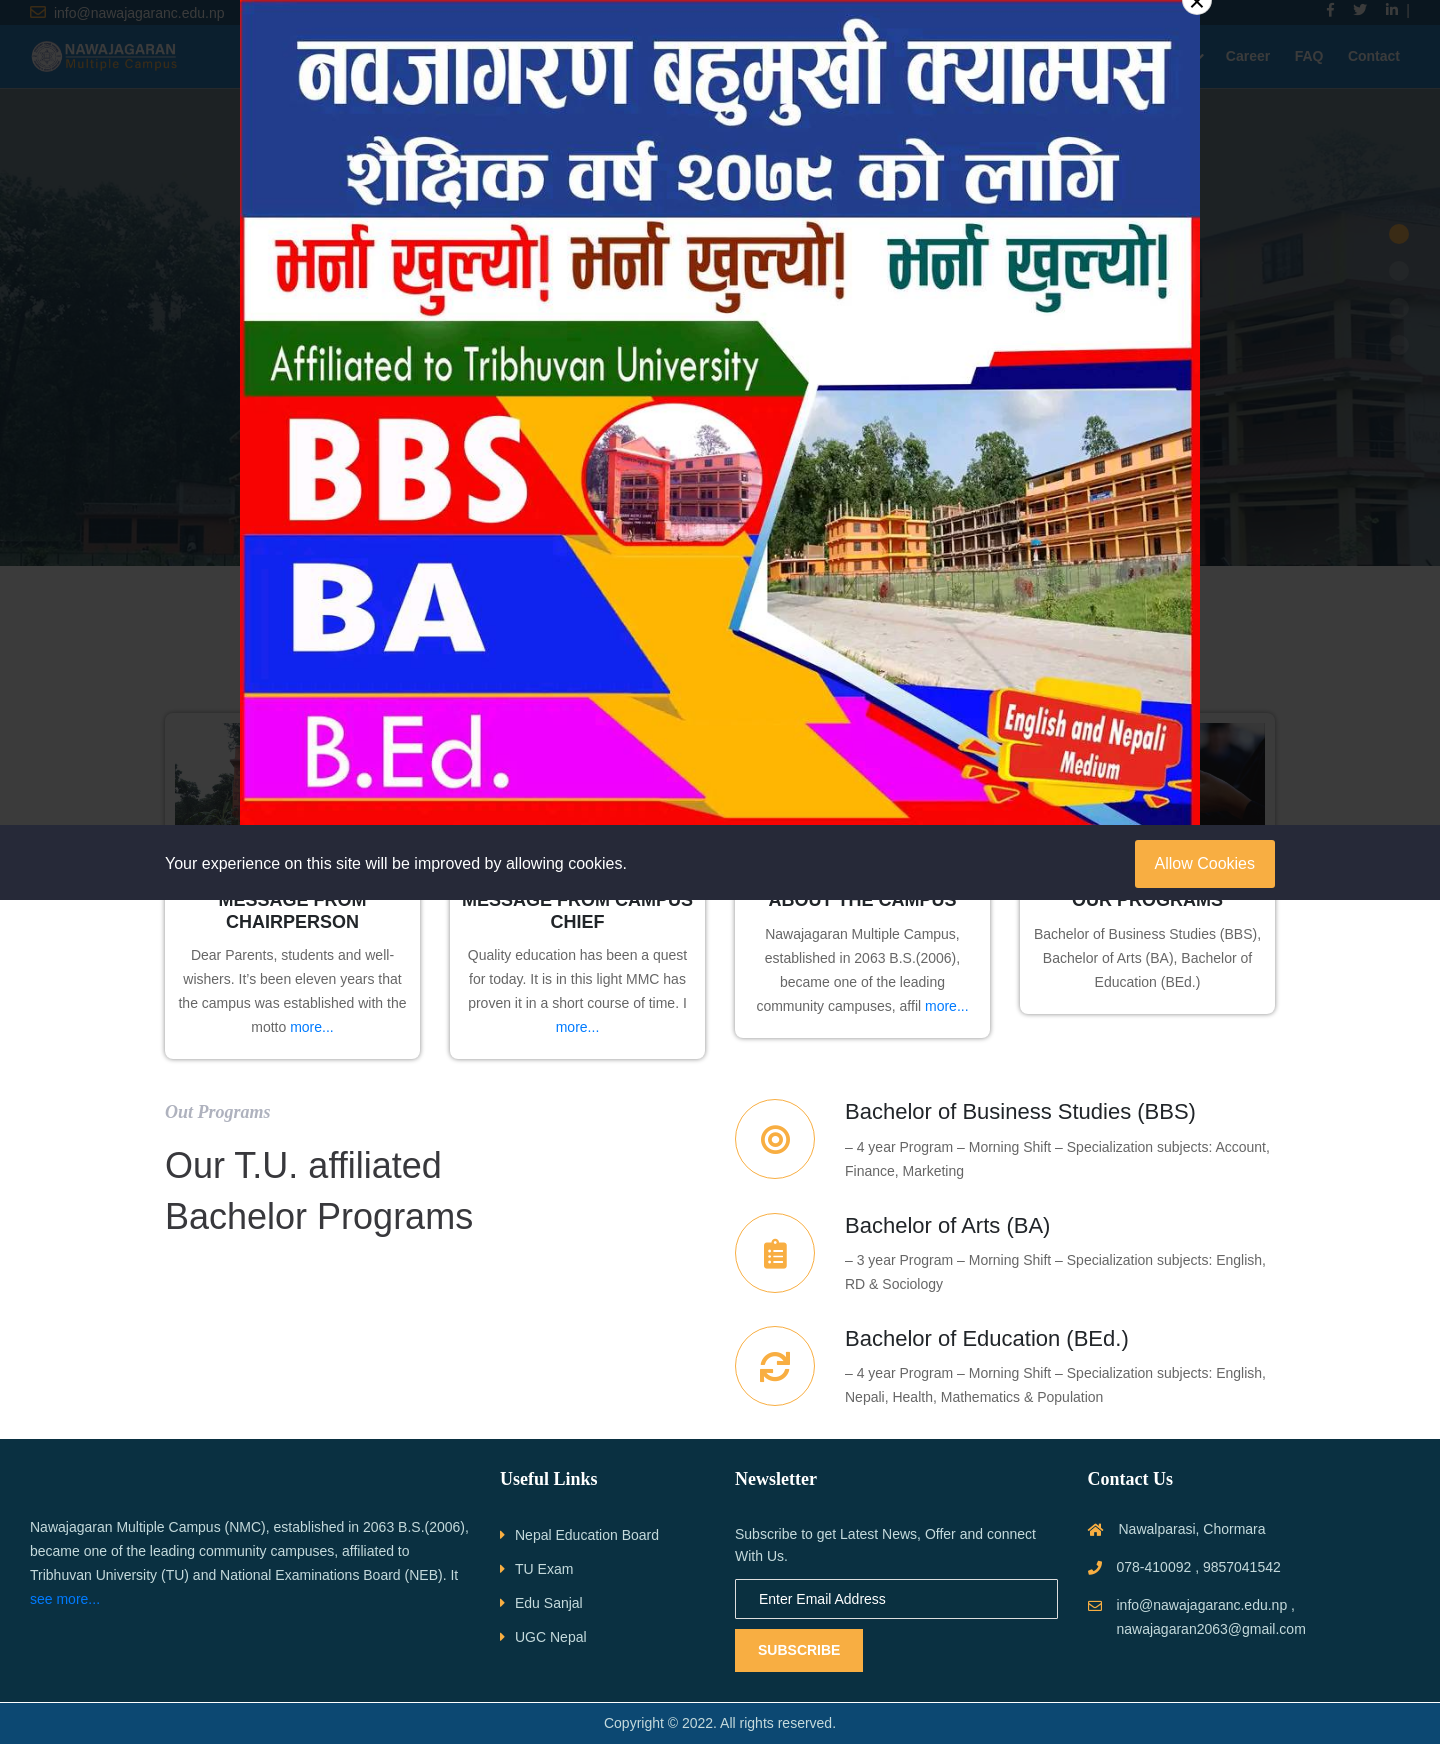 info@nawajagaranc.edu.np
NAWAJAGARAN
Multiple Campus
Career FAQ Contact
नवजागरण बहुमुखी क्याम्पस
शैक्षिक वर्ष २०७९ को लागि
भर्ना खुल्यो! भर्ना खुल्यो! भर्ना खुल्यो!
Affiliated to Tribhuvan University
BBS
BA
B.Ed.
English and Nepali
Medium
Your experience on this site will be improved by allowing cookies.
Allow Cookies
MESSAGE FROM
CHAIRPERSON
Dear Parents, students and well-
wishers. It's been eleven years that
the campus was established with the
motto more...
MESSAGE FROM CAMPUS
CHIEF
Quality education has been a quest
for today. It is in this light MMC has
proven it in a short course of time. I
more...
ABOUT THE CAMPUS
Nawajagaran Multiple Campus,
established in 2063 B.S.(2006),
became one of the leading
community campuses, affil more...
OUR PROGRAMS
Bachelor of Business Studies (BBS),
Bachelor of Arts (BA), Bachelor of
Education (BEd.)
Out Programs
Our T.U. affiliated
Bachelor Programs
Bachelor of Business Studies (BBS)
– 4 year Program – Morning Shift – Specialization subjects: Account,
Finance, Marketing
Bachelor of Arts (BA)
– 3 year Program – Morning Shift – Specialization subjects: English,
RD & Sociology
Bachelor of Education (BEd.)
– 4 year Program – Morning Shift – Specialization subjects: English,
Nepali, Health, Mathematics & Population
Nawajagaran Multiple Campus (NMC), established in 2063 B.S.(2006),
became one of the leading community campuses, affiliated to
Tribhuvan University (TU) and National Examinations Board (NEB). It
see more...
Useful Links
Nepal Education Board
TU Exam
Edu Sanjal
UGC Nepal
Newsletter
Subscribe to get Latest News, Offer and connect
With Us.
Enter Email Address
SUBSCRIBE
Contact Us
Nawalparasi, Chormara
078-410092 , 9857041542
info@nawajagaranc.edu.np ,
nawajagaran2063@gmail.com
Copyright © 2022. All rights reserved.